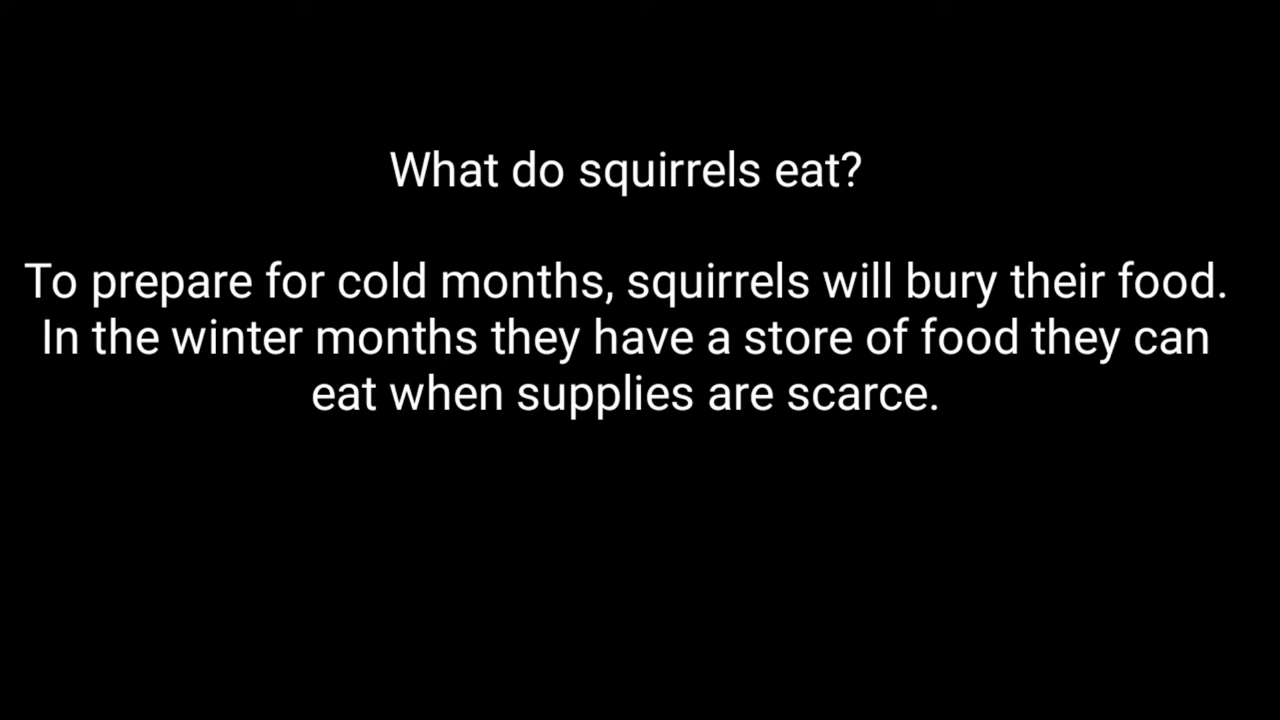 What do squirrels eat?
To prepare for cold months, squirrels will bury their food.
In the winter months they have a store of food they can
eat when supplies are scarce.